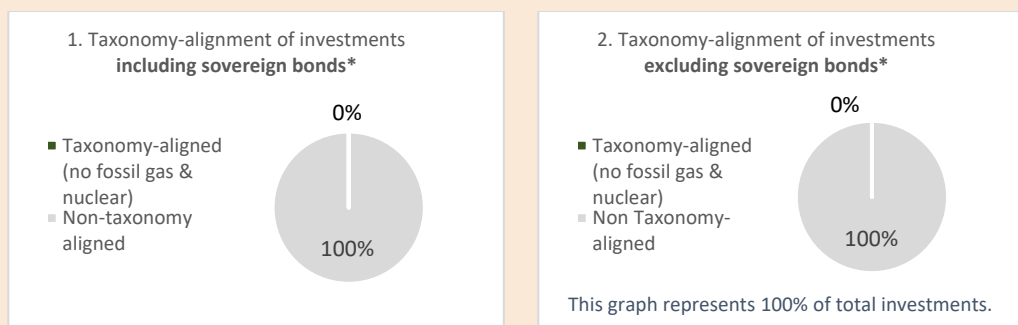 1. Taxonomy-alignment of investments
including sovereign bonds*
0%
Taxonomy-aligned
(no fossil gas &
nuclear)
Non-taxonomy
aligned
100%
2. Taxonomy-alignment of investments
excluding sovereign bonds*
0%
Taxonomy-aligned
(no fossil gas &
nuclear)
Non Taxonomy-
aligned
100%
This graph represents 100% of total investments.